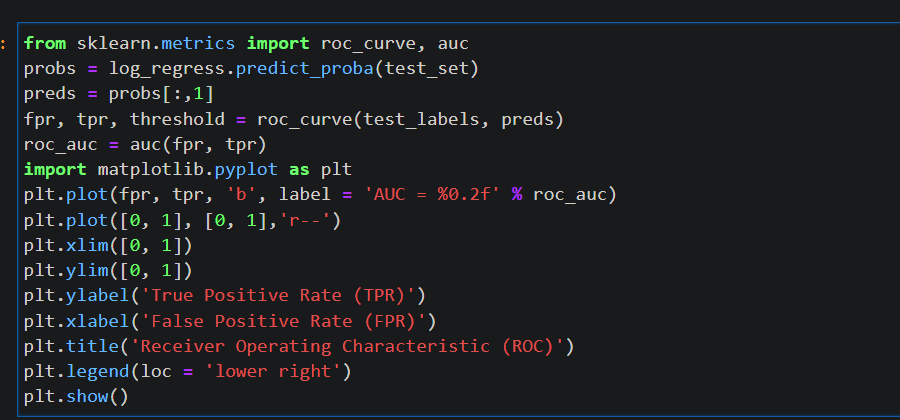 :
from sklearn.metrics import roc_curve, auc
probs = log_regress.predict_proba(test_set)
preds = probs[:,1]
fpr, tpr, threshold = roc_curve(test_labels, preds)
roc_auc = auc(fpr, tpr)
import matplotlib.pyplot as plt
plt.plot(fpr, tpr, 'b', label = 'AUC = %0.2f' % roc_auc)
plt.plot([0, 1], [0, 1],'r--')
plt.xlim([0, 1])
plt.ylim([0, 1])
plt.ylabel('True Positive Rate (TPR)')
plt.xlabel('False Positive Rate (FPR)')
plt.title('Receiver Operating Characteristic (ROC)')
plt.legend(loc = 'lower right')
plt.show()